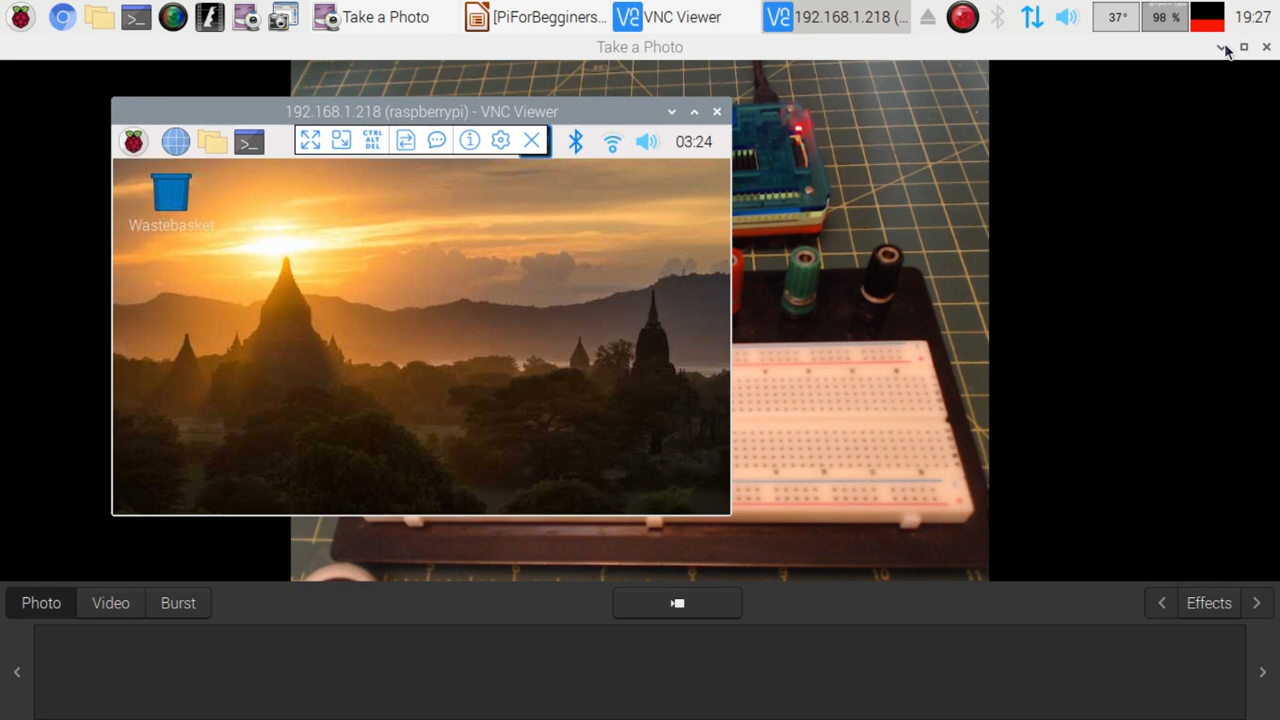 Take a Photo
[PiForBegginers...
VNC Viewer
192.168.1.218 (...
37°
98 %
19:27
Take a Photo
192.168.1.218 (raspberrypi) - VNC Viewer
CTRL
ALT
DEL
03:24
Wastebasket
Photo
Video
Burst
Effects